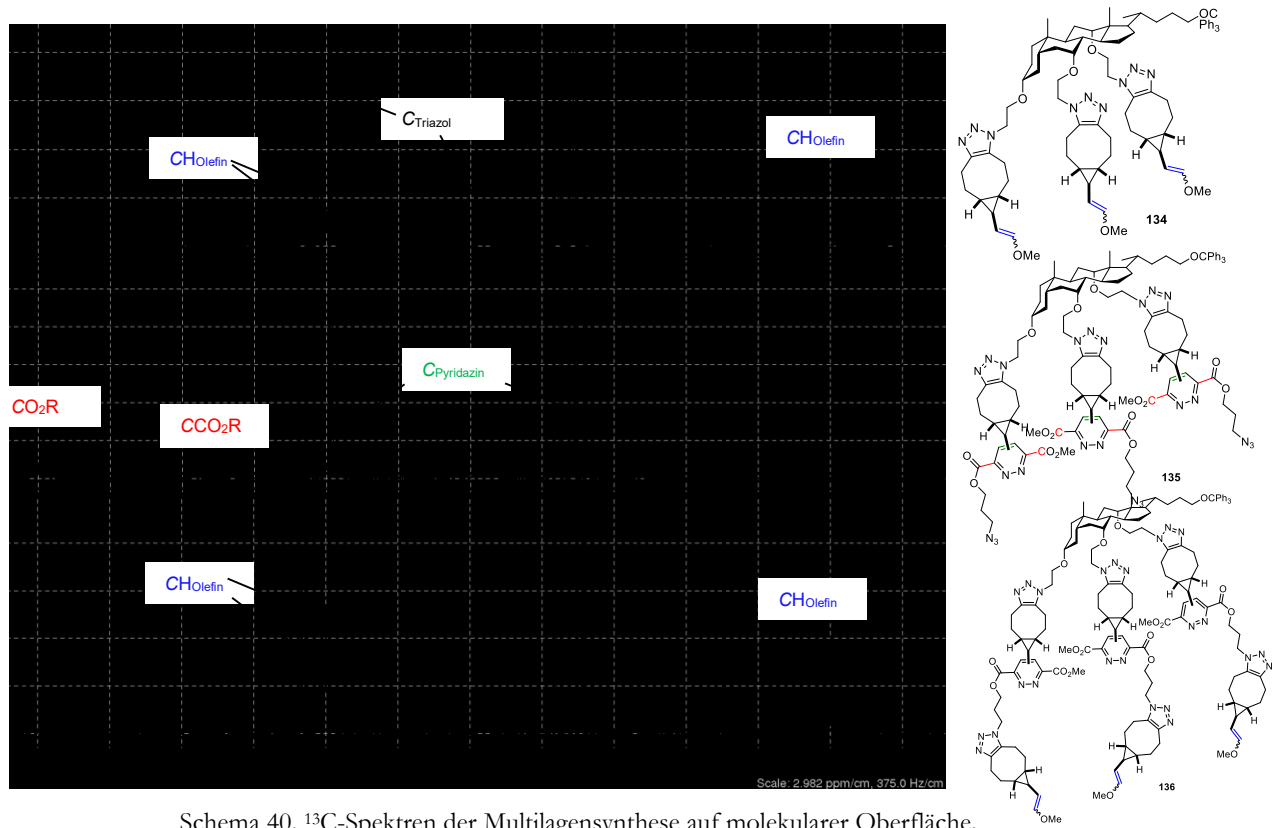 CTriazol
CHOlefin
CHOlefin
CPyridazin
CO₂R
CCO₂R
CHOlefin
CHOlefin
Scale: 2.982 ppm/cm, 375.0 Hz/cm
OC
Ph₃
O
O
O
N=N
N
N
N
N
N
N
N
H
H
H
H
H
H
OMe
OMe
OMe
134
OCPh₃
O
O
O
N
N
N
N
N
N
N
N
N
H
H
H
H
H
H
MeO₂C
N
N
O
O
N₃
MeO₂C
N
N
O
O
CO₂Me
N
N
O
O
N₃
135
N
OCPh₃
O
O
O
N
N
N
N
N
N
N
N
N
H
H
H
H
H
H
MeO₂C
N
N
O
O
MeO₂C
N
N
O
O
CO₂Me
N
N
O
O
N
N
N
N
N
N
N
N
N
H
H
H
H
H
H
MeO
MeO
OMe
136
Schema 40. ¹³C-Spektren der Multilagensynthese auf molekularer Oberfläche.